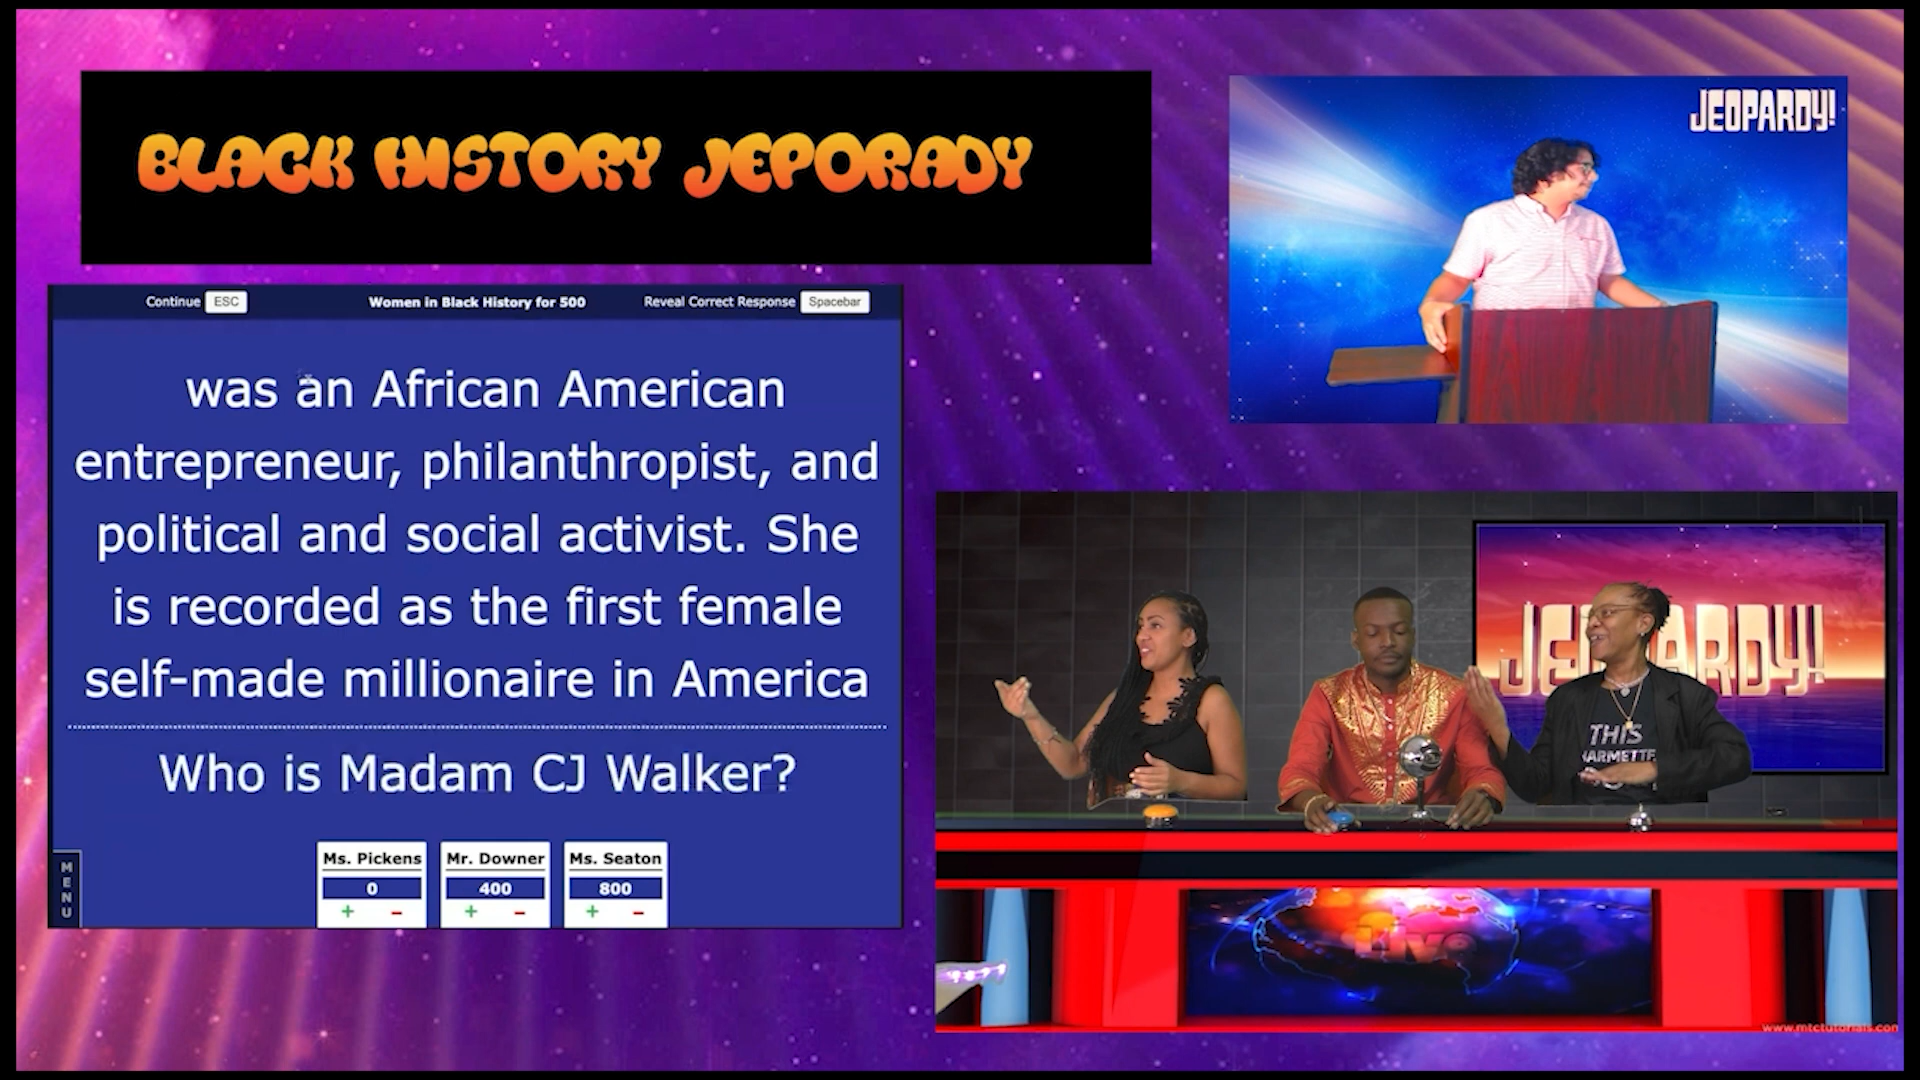 BLACK HISTORY JEPORADY
JEOPARDY!
Continue ESC Women in Black History for 500 Reveal Correct Response Spacebar
was an African American
entrepreneur, philanthropist, and
political and social activist. She
is recorded as the first female
self-made millionaire in America
Who is Madam CJ Walker?
MENU
Ms. Pickens Mr. Downer Ms. Seaton
0 400 800
+ − + − + −
THIS
Live
www.mtctutorials.com